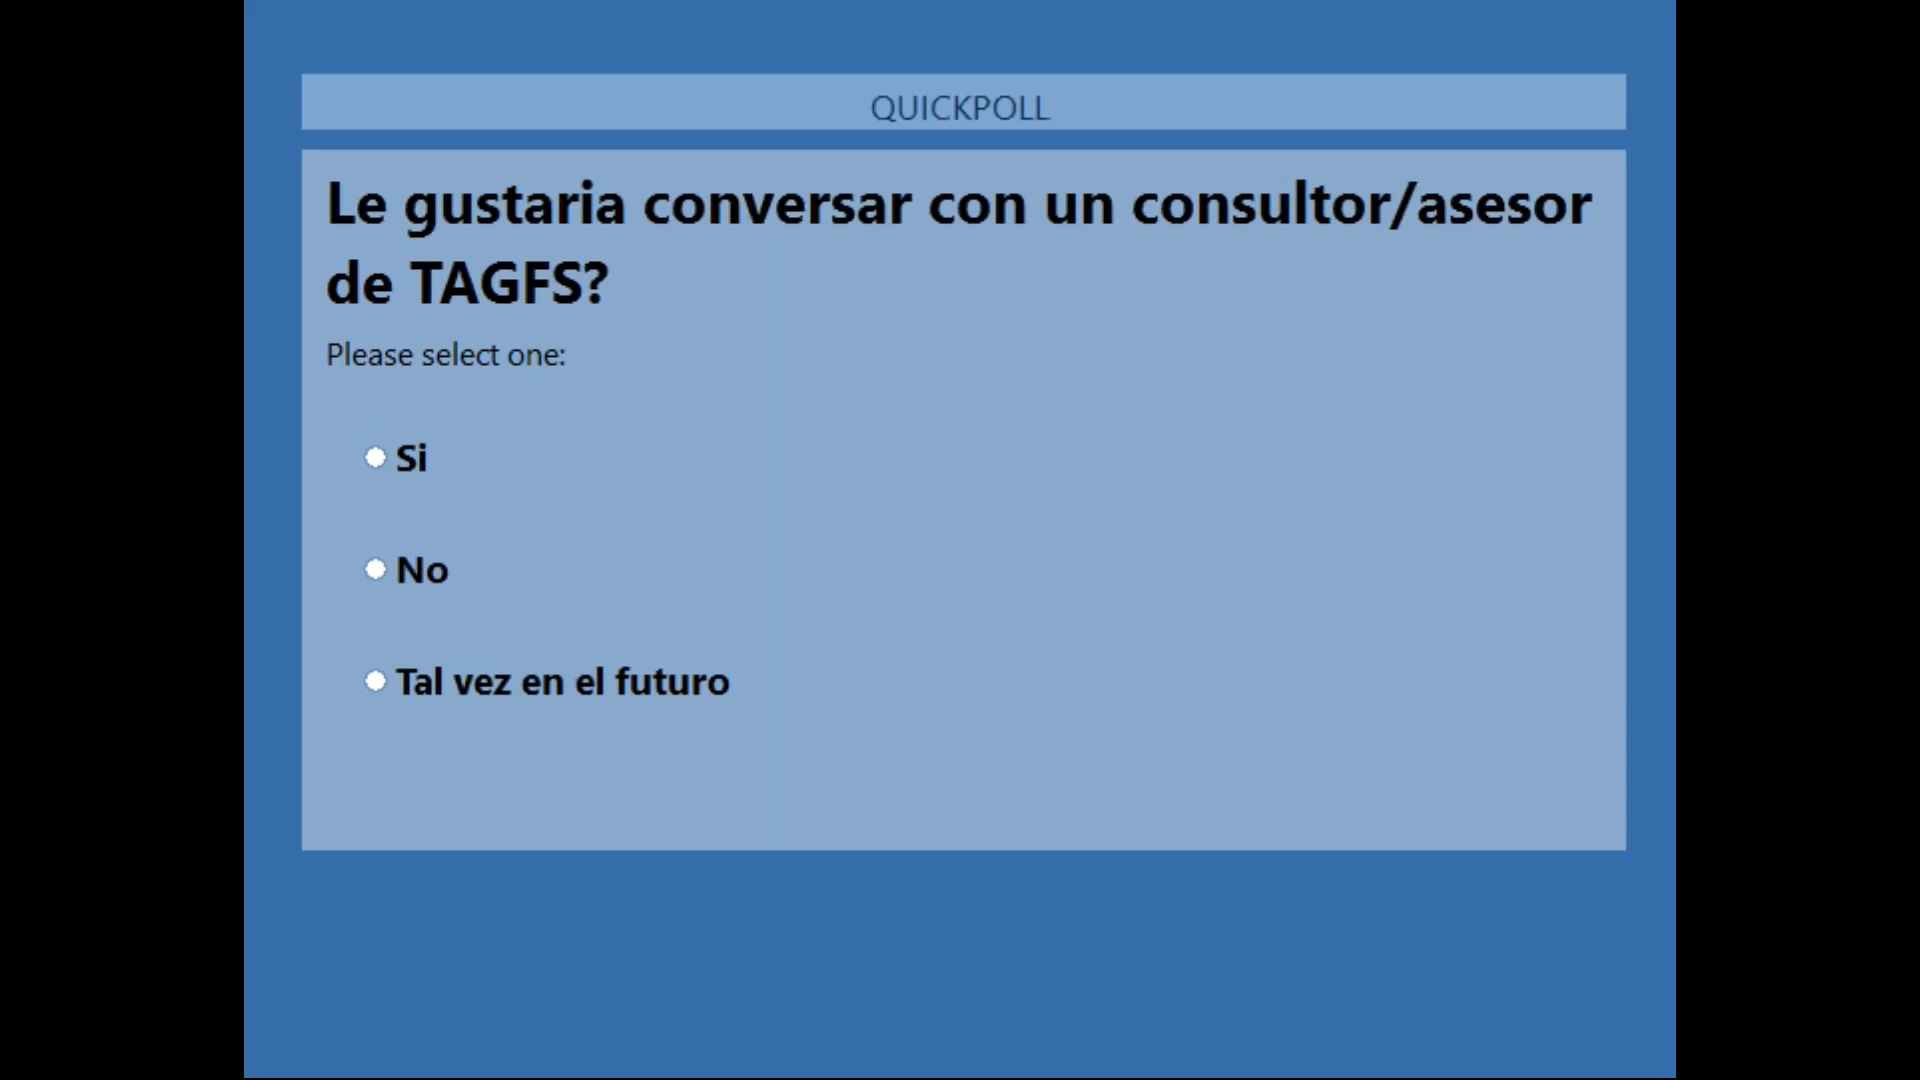 QUICKPOLL
Le gustaria conversar con un consultor/asesor
de TAGFS?
Please select one:
Si
No
Tal vez en el futuro